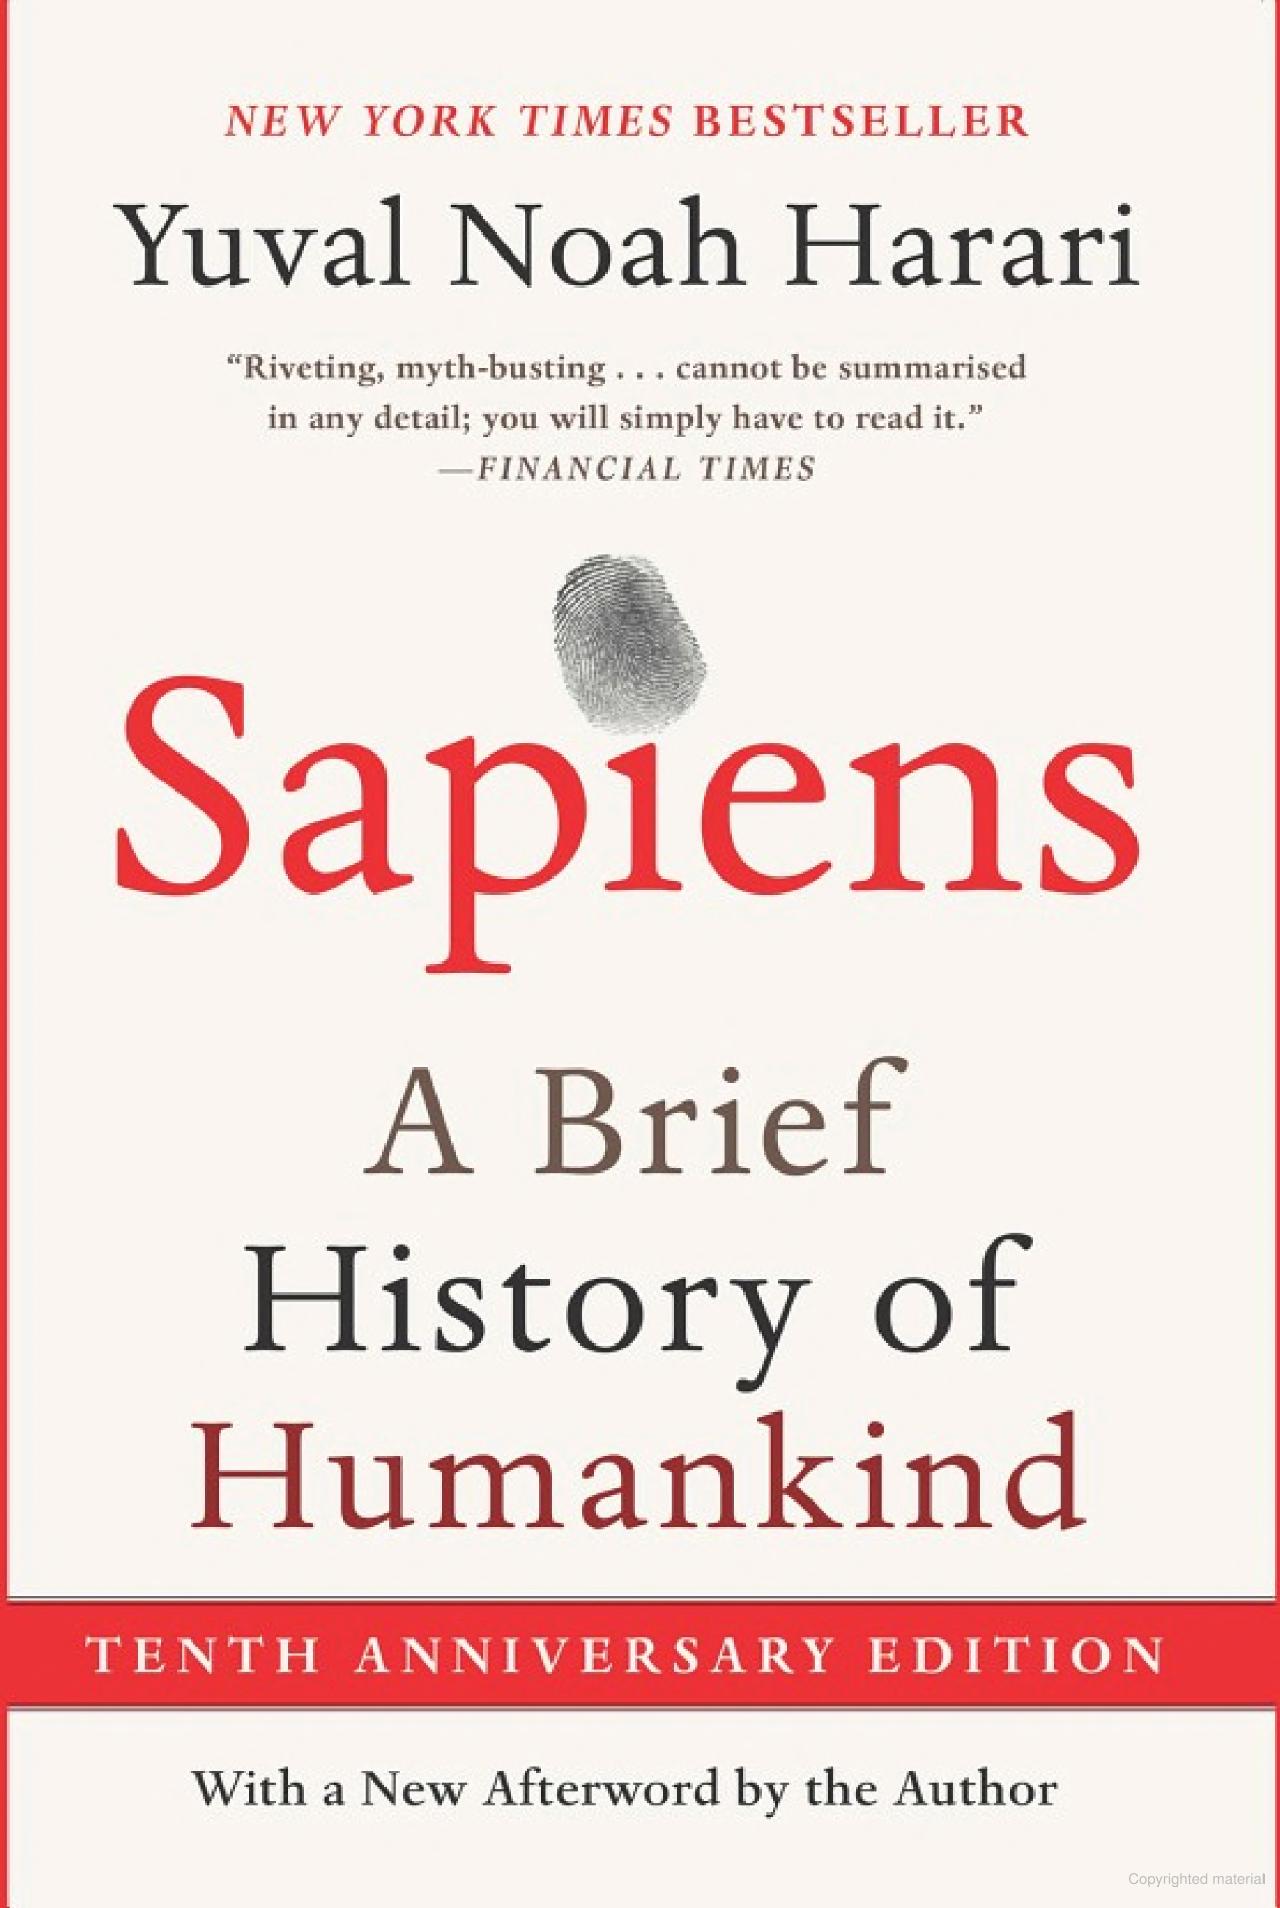 NEW YORK TIMES BESTSELLER
Yuval Noah Harari
“Riveting, myth-busting . . . cannot be summarised
in any detail; you will simply have to read it.”
—FINANCIAL TIMES
Sapiens
A Brief
History of
Humankind
TENTH ANNIVERSARY EDITION
With a New Afterword by the Author
Copyrighted material